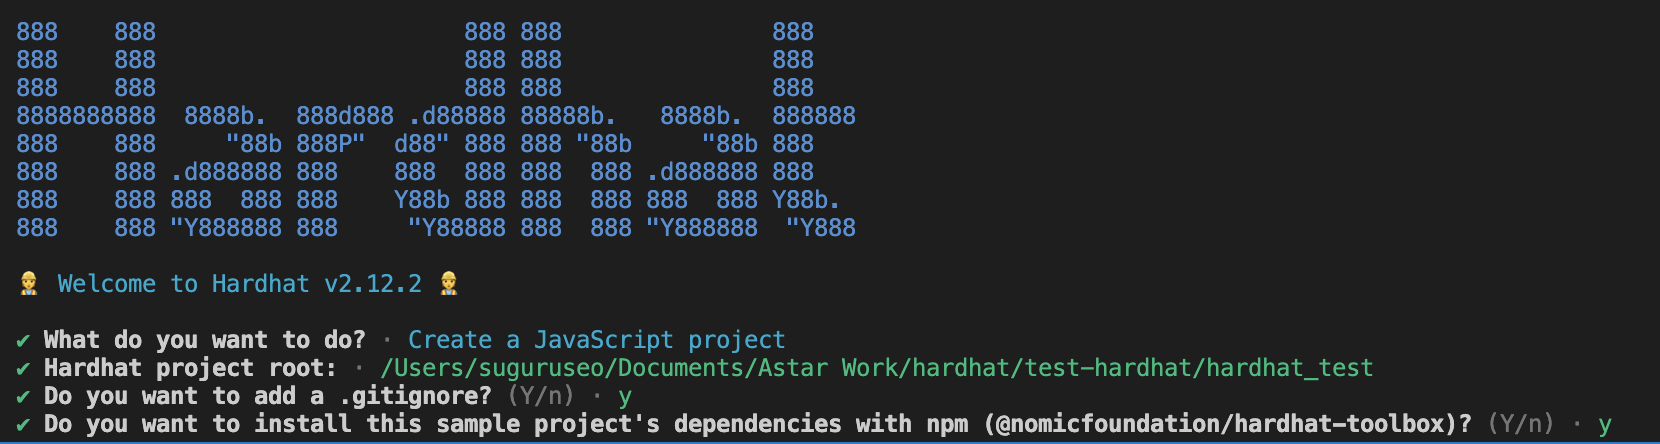 888    888                      888 888               888
888    888                      888 888               888
888    888                      888 888               888
8888888888  8888b.  888d888 .d88888 88888b.   8888b.  888888
888    888     "88b 888P"  d88" 888 888 "88b     "88b 888
888    888 .d888888 888    888  888 888  888 .d888888 888
888    888 888  888 888    Y88b 888 888  888 888  888 Y88b.
888    888 "Y888888 888     "Y88888 888  888 "Y888888  "Y888
👷 Welcome to Hardhat v2.12.2 👷
✔ What do you want to do? · Create a JavaScript project
✔ Hardhat project root: · /Users/suguruseo/Documents/Astar Work/hardhat/test-hardhat/hardhat_test
✔ Do you want to add a .gitignore? (Y/n) · y
✔ Do you want to install this sample project's dependencies with npm (@nomicfoundation/hardhat-toolbox)? (Y/n) · y